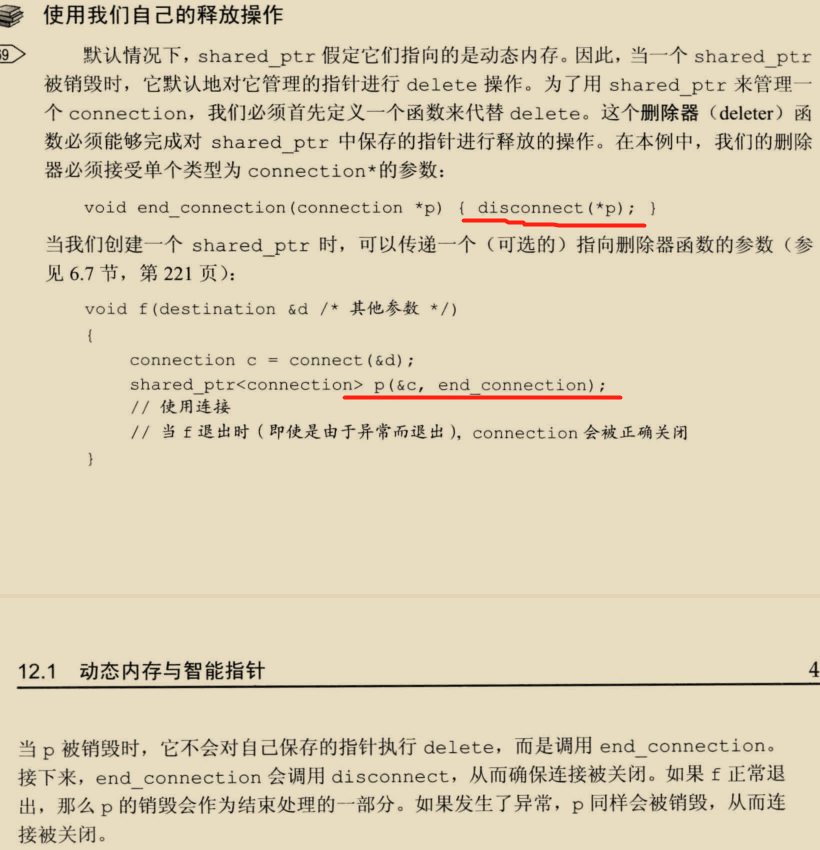 使用我们自己的释放操作
69
默认情况下，shared_ptr 假定它们指向的是动态内存。因此，当一个 shared_ptr
被销毁时，它默认地对它管理的指针进行 delete 操作。为了用 shared_ptr 来管理一
个 connection，我们必须首先定义一个函数来代替 delete。这个删除器（deleter）函
数必须能够完成对 shared_ptr 中保存的指针进行释放的操作。在本例中，我们的删除
器必须接受单个类型为 connection*的参数：
void end_connection(connection *p) { disconnect(*p); }
当我们创建一个 shared_ptr 时，可以传递一个（可选的）指向删除器函数的参数（参
见 6.7 节，第 221 页）：
void f(destination &d /* 其他参数 */)
{
connection c = connect(&d);
shared_ptr<connection> p(&c, end_connection);
// 使用连接
// 当 f 退出时（即使是由于异常而退出），connection 会被正确关闭
}
12.1 动态内存与智能指针
4
当 p 被销毁时，它不会对自己保存的指针执行 delete，而是调用 end_connection。
接下来，end_connection 会调用 disconnect，从而确保连接被关闭。如果 f 正常退
出，那么 p 的销毁会作为结束处理的一部分。如果发生了异常，p 同样会被销毁，从而连
接被关闭。